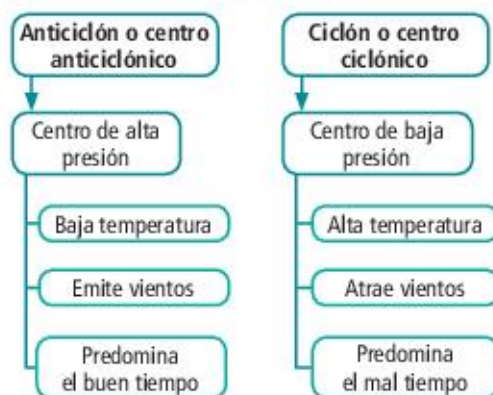 Anticiclón o centro
anticiclónico
Centro de alta
presión
Baja temperatura
Emite vientos
Predomina
el buen tiempo
Ciclón o centro
ciclónico
Centro de baja
presión
Alta temperatura
Atrae vientos
Predomina
el mal tiempo